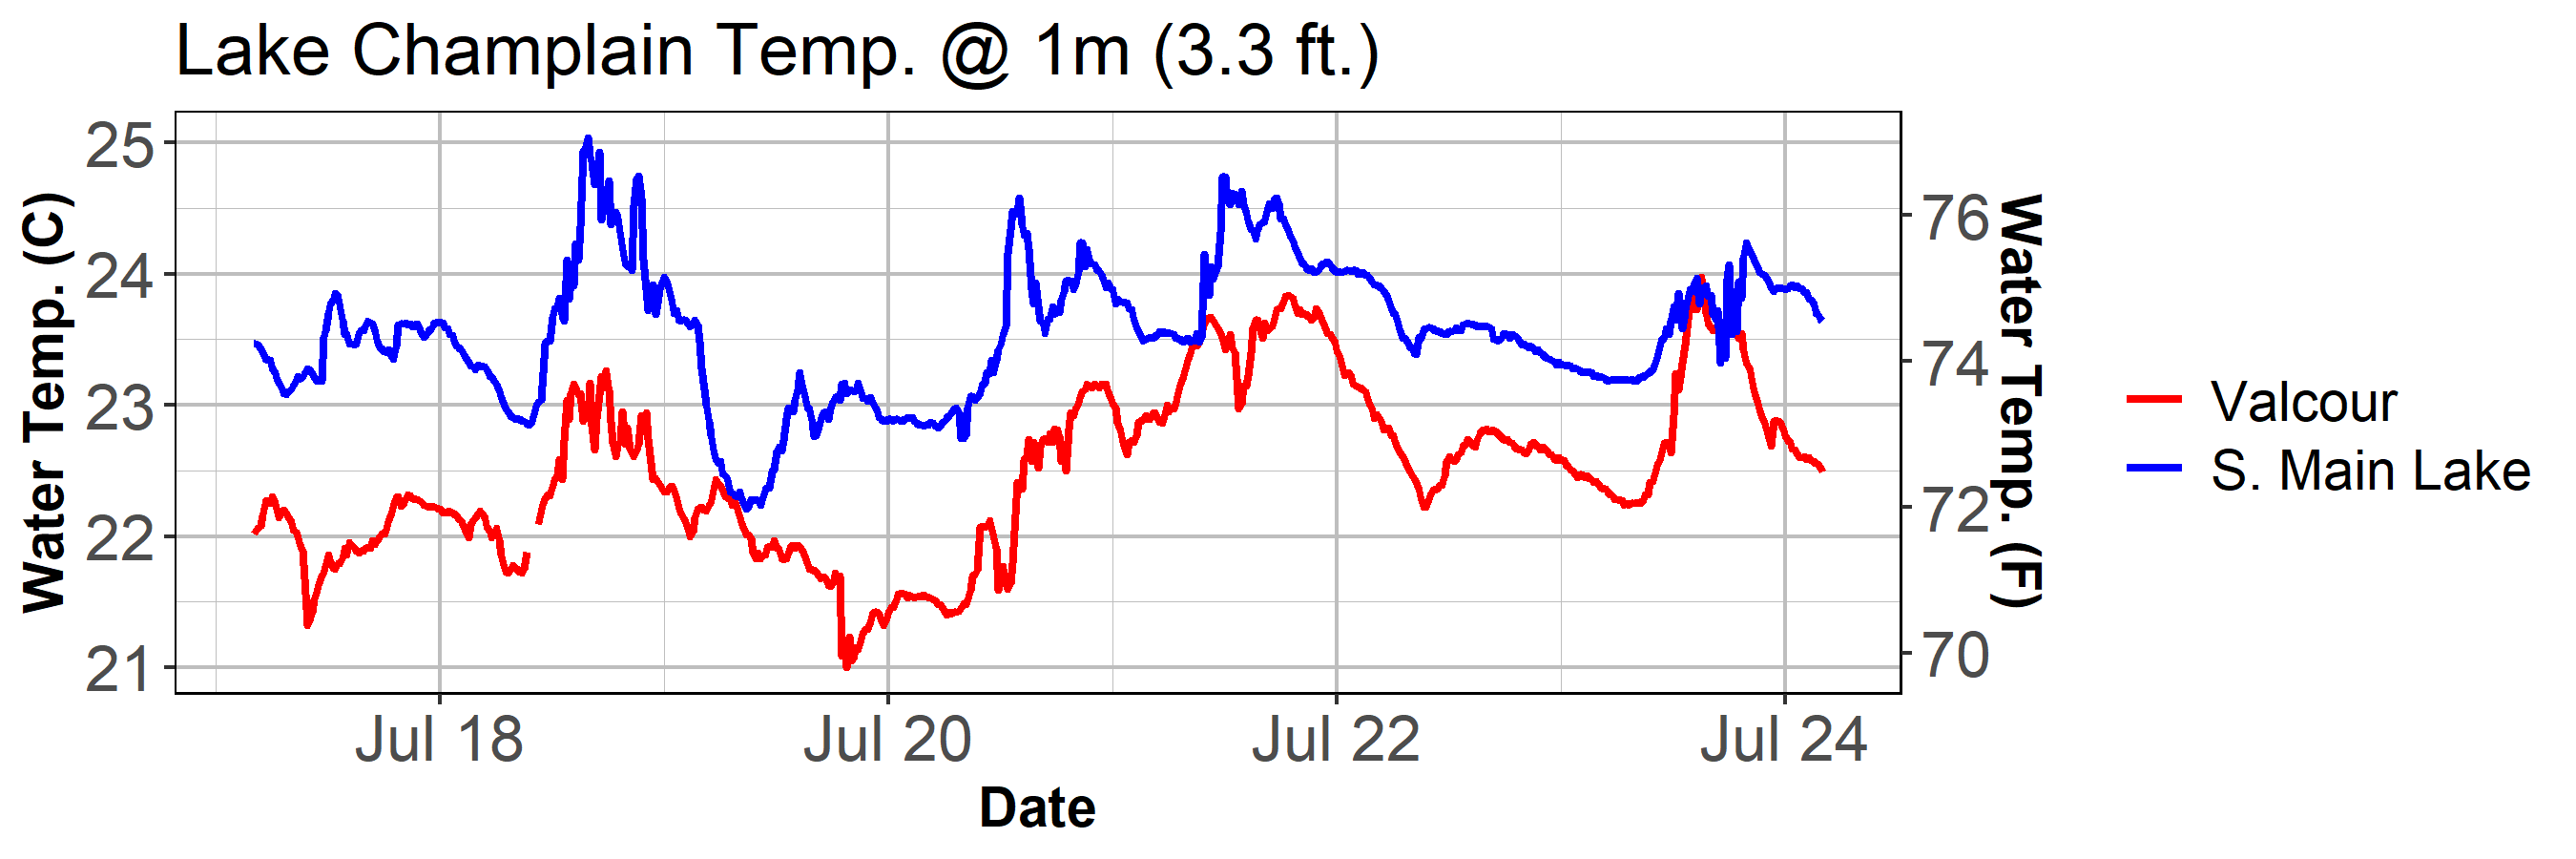 Lake Champlain Temp. @ 1m (3.3 ft.)
Water Temp. (C)
25
24
23
22
21
76
74
72
70
Water Temp. (F)
Jul 18
Jul 20
Jul 22
Jul 24
Date
Valcour
S. Main Lake